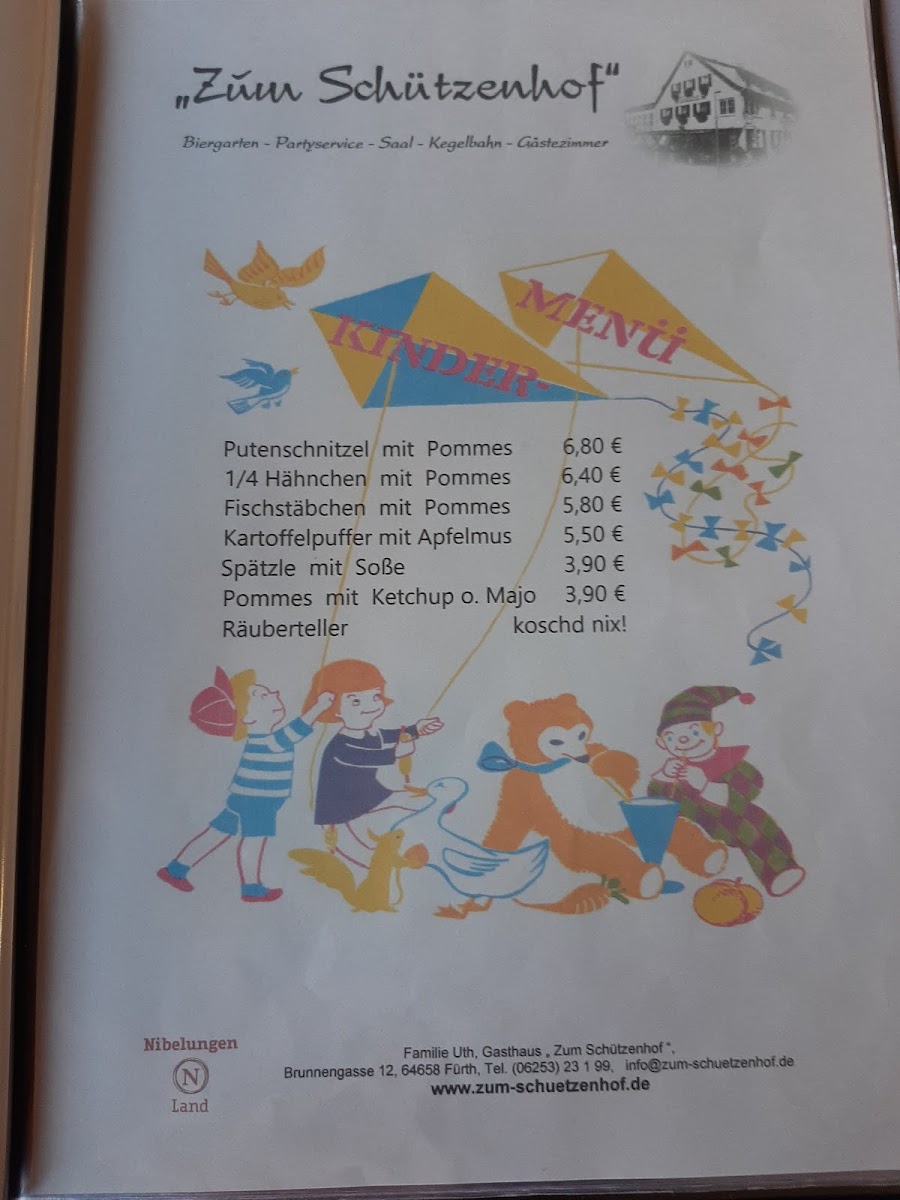 „Zum Schützenhof“
Biergarten - Partyservice - Saal - Kegelbahn - Gästezimmer
KINDER-
MENÜ
Putenschnitzel mit Pommes 6,80 €
1/4 Hähnchen mit Pommes 6,40 €
Fischstäbchen mit Pommes 5,80 €
Kartoffelpuffer mit Apfelmus 5,50 €
Spätzle mit Soße 3,90 €
Pommes mit Ketchup o. Majo 3,90 €
Räuberteller koschd nix!
Nibelungen
N
Land
Familie Uth, Gasthaus „ Zum Schützenhof “,
Brunnengasse 12, 64658 Fürth, Tel. (06253) 23 1 99, info@zum-schuetzenhof.de
www.zum-schuetzenhof.de